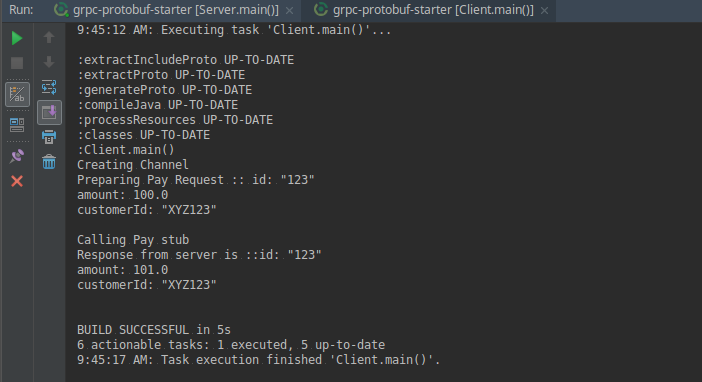 Run: grpc-protobuf-starter [Server.main()] × grpc-protobuf-starter [Client.main()] ×
9:45:12 AM: Executing task 'Client.main()'...
:extractIncludeProto UP-TO-DATE
:extractProto UP-TO-DATE
:generateProto UP-TO-DATE
:compileJava UP-TO-DATE
:processResources UP-TO-DATE
:classes UP-TO-DATE
:Client.main()
Creating Channel
Preparing Pay Request :: id: "123"
amount: 100.0
customerId: "XYZ123"
Calling Pay stub
Response from server is ::id: "123"
amount: 101.0
customerId: "XYZ123"
BUILD SUCCESSFUL in 5s
6 actionable tasks: 1 executed, 5 up-to-date
9:45:17 AM: Task execution finished 'Client.main()'.